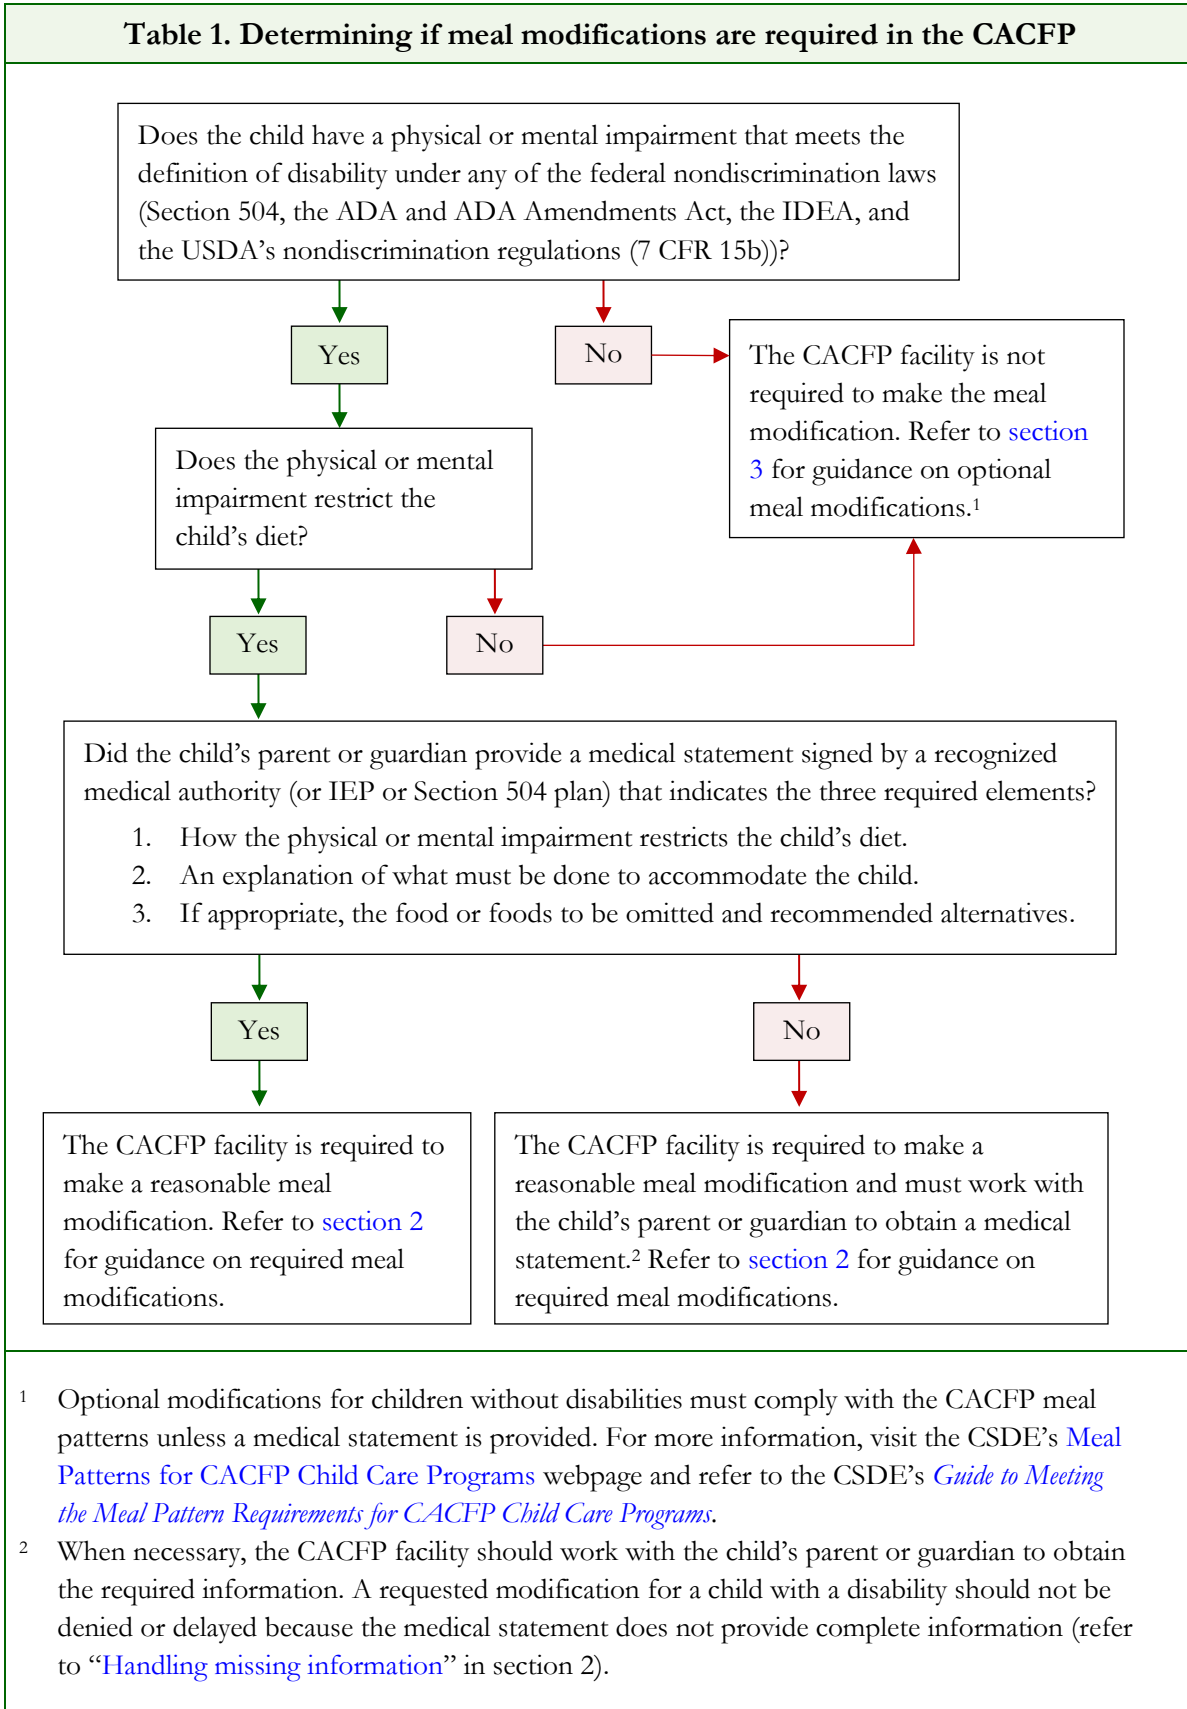 Table 1. Determining if meal modifications are required in the CACFP
Does the child have a physical or mental impairment that meets the
definition of disability under any of the federal nondiscrimination laws
(Section 504, the ADA and ADA Amendments Act, the IDEA, and
the USDA’s nondiscrimination regulations (7 CFR 15b))?
Yes
No
The CACFP facility is not
required to make the meal
modification. Refer to section
3 for guidance on optional
meal modifications.1
Does the physical or mental
impairment restrict the
child’s diet?
Yes
No
Did the child’s parent or guardian provide a medical statement signed by a recognized
medical authority (or IEP or Section 504 plan) that indicates the three required elements?
1. How the physical or mental impairment restricts the child’s diet.
2. An explanation of what must be done to accommodate the child.
3. If appropriate, the food or foods to be omitted and recommended alternatives.
Yes
No
The CACFP facility is required to
make a reasonable meal
modification. Refer to section 2
for guidance on required meal
modifications.
The CACFP facility is required to make a
reasonable meal modification and must work with
the child’s parent or guardian to obtain a medical
statement.2 Refer to section 2 for guidance on
required meal modifications.
1 Optional modifications for children without disabilities must comply with the CACFP meal
patterns unless a medical statement is provided. For more information, visit the CSDE’s Meal
Patterns for CACFP Child Care Programs webpage and refer to the CSDE’s Guide to Meeting
the Meal Pattern Requirements for CACFP Child Care Programs.
2 When necessary, the CACFP facility should work with the child’s parent or guardian to obtain
the required information. A requested modification for a child with a disability should not be
denied or delayed because the medical statement does not provide complete information (refer
to “Handling missing information” in section 2).